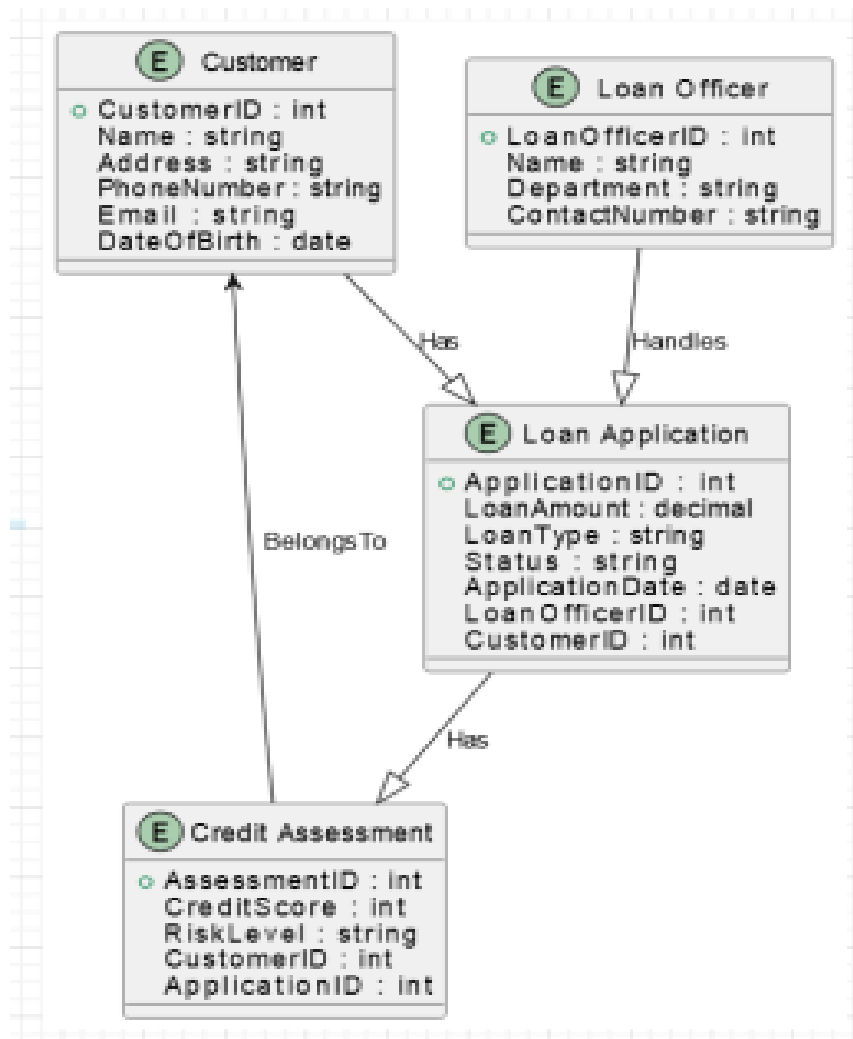 E Customer
CustomerID : int
Name : string
Address : string
PhoneNumber : string
Email : string
DateOfBirth : date
E Loan Officer
LoanOfficerID : int
Name : string
Department : string
ContactNumber : string
Has
Handles
E Loan Application
ApplicationID : int
LoanAmount : decimal
LoanType : string
Status : string
ApplicationDate : date
LoanOfficerID : int
CustomerID : int
BelongsTo
Has
E Credit Assessment
AssessmentID : int
CreditScore : int
RiskLevel : string
CustomerID : int
ApplicationID : int